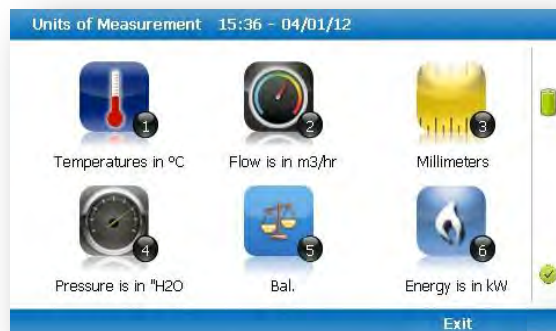 Units of Measurement 15:36 - 04/01/12
1 2 3
Temperatures in ºC Flow is in m3/hr Millimeters
4 5 6
Pressure is in "H2O Bal. Energy is in kW
Exit